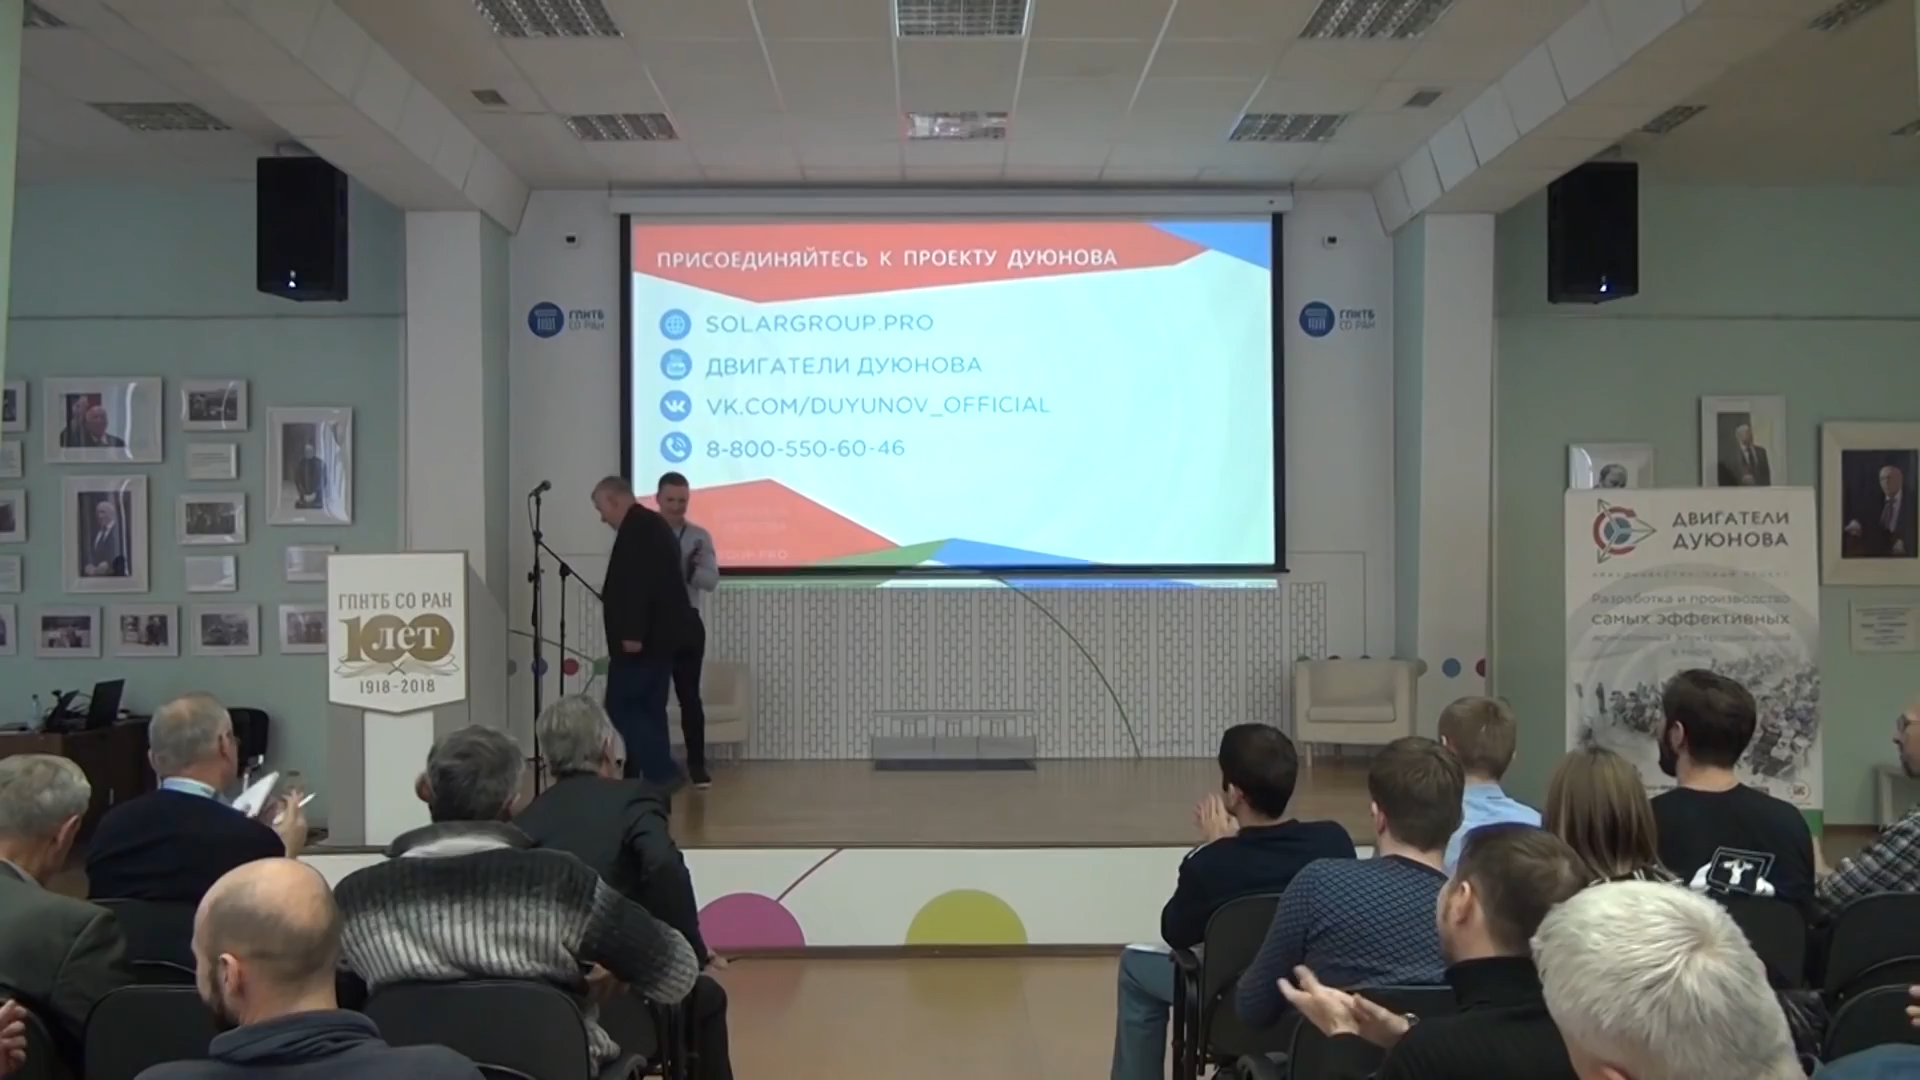 ПРИСОЕДИНЯЙТЕСЬ К ПРОЕКТУ ДУЮНОВА
SOLARGROUP.PRO
ДВИГАТЕЛИ ДУЮНОВА
VK.COM/DUYUNOV_OFFICIAL
8-800-550-60-46
ГПНТБ
СО РАН
ГПНТБ
СО РАН
ГПНТБ СО РАН
100 лет
1918-2018
ДВИГАТЕЛИ
ДУЮНОВА
Разработка и производство
самых эффективных